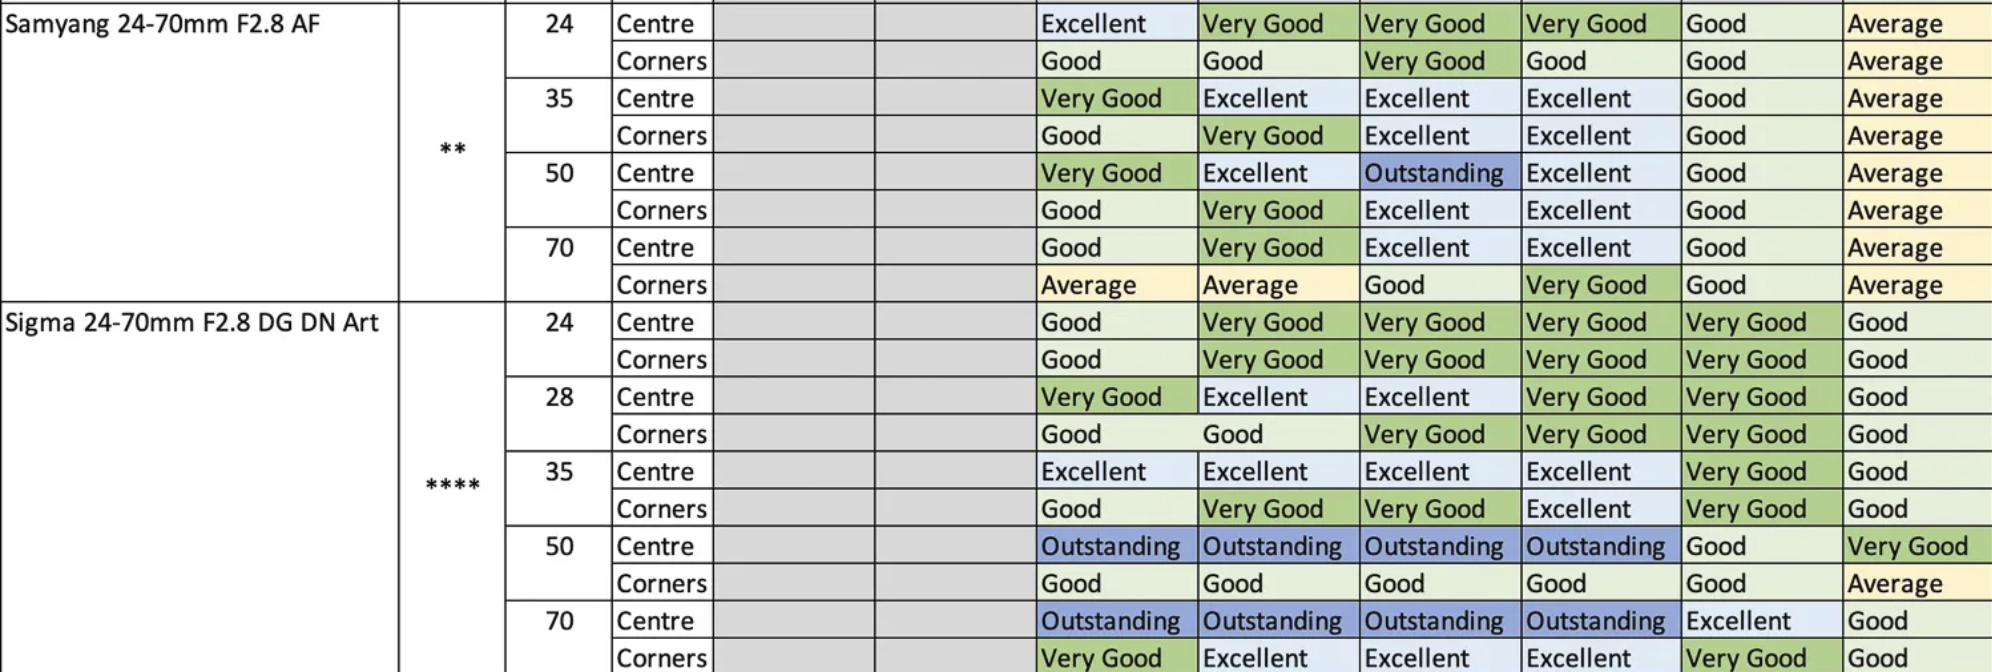 Samyang 24-70mm F2.8 AF ** 24 Centre Excellent Very Good Very Good Very Good Good Average
Corners Good Good Very Good Good Good Average
35 Centre Very Good Excellent Excellent Excellent Good Average
Corners Good Very Good Excellent Excellent Good Average
50 Centre Very Good Excellent Outstanding Excellent Good Average
Corners Good Very Good Excellent Excellent Good Average
70 Centre Good Very Good Excellent Excellent Good Average
Corners Average Average Good Very Good Good Average
Sigma 24-70mm F2.8 DG DN Art **** 24 Centre Good Very Good Very Good Very Good Very Good Good
Corners Good Very Good Very Good Very Good Very Good Good
28 Centre Very Good Excellent Excellent Very Good Very Good Good
Corners Good Good Very Good Very Good Very Good Good
35 Centre Excellent Excellent Excellent Excellent Very Good Good
Corners Good Very Good Very Good Excellent Very Good Good
50 Centre Outstanding Outstanding Outstanding Outstanding Good Very Good
Corners Good Good Good Good Good Average
70 Centre Outstanding Outstanding Outstanding Outstanding Excellent Good
Corners Very Good Excellent Excellent Excellent Very Good Good